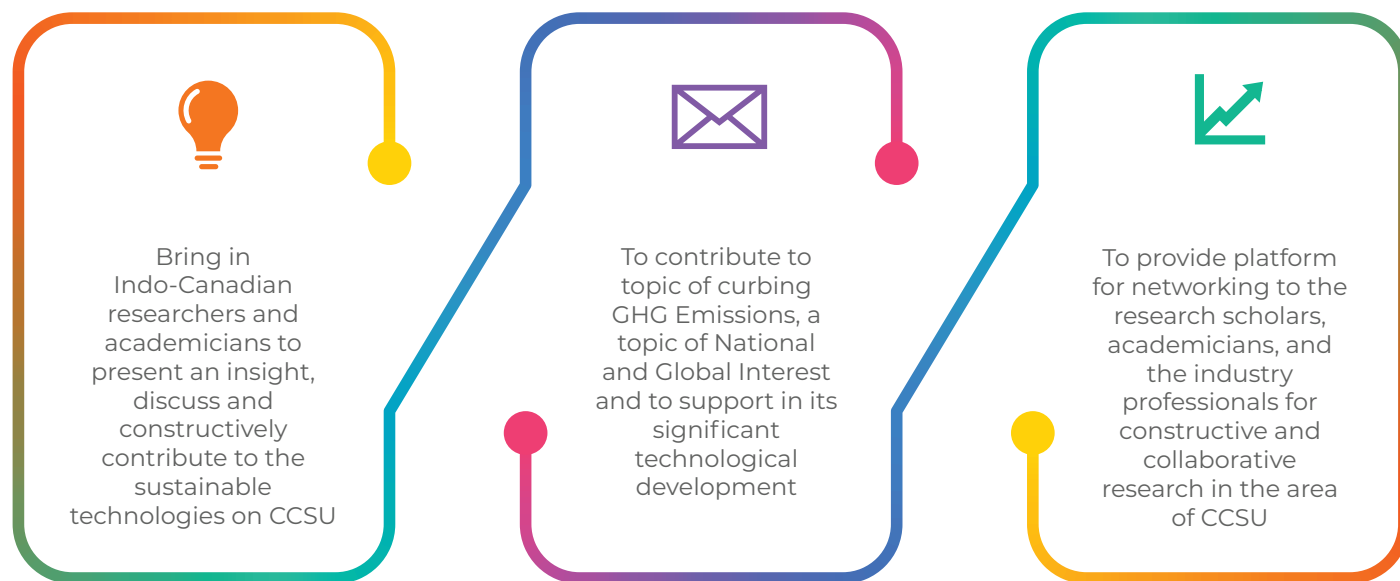 Bring in
Indo-Canadian
researchers and
academicians to
present an insight,
discuss and
constructively
contribute to the
sustainable
technologies on CCSU
To contribute to
topic of curbing
GHG Emissions, a
topic of National
and Global Interest
and to support in its
significant
technological
development
To provide platform
for networking to the
research scholars,
academicians, and
the industry
professionals for
constructive and
collaborative
research in the area
of CCSU